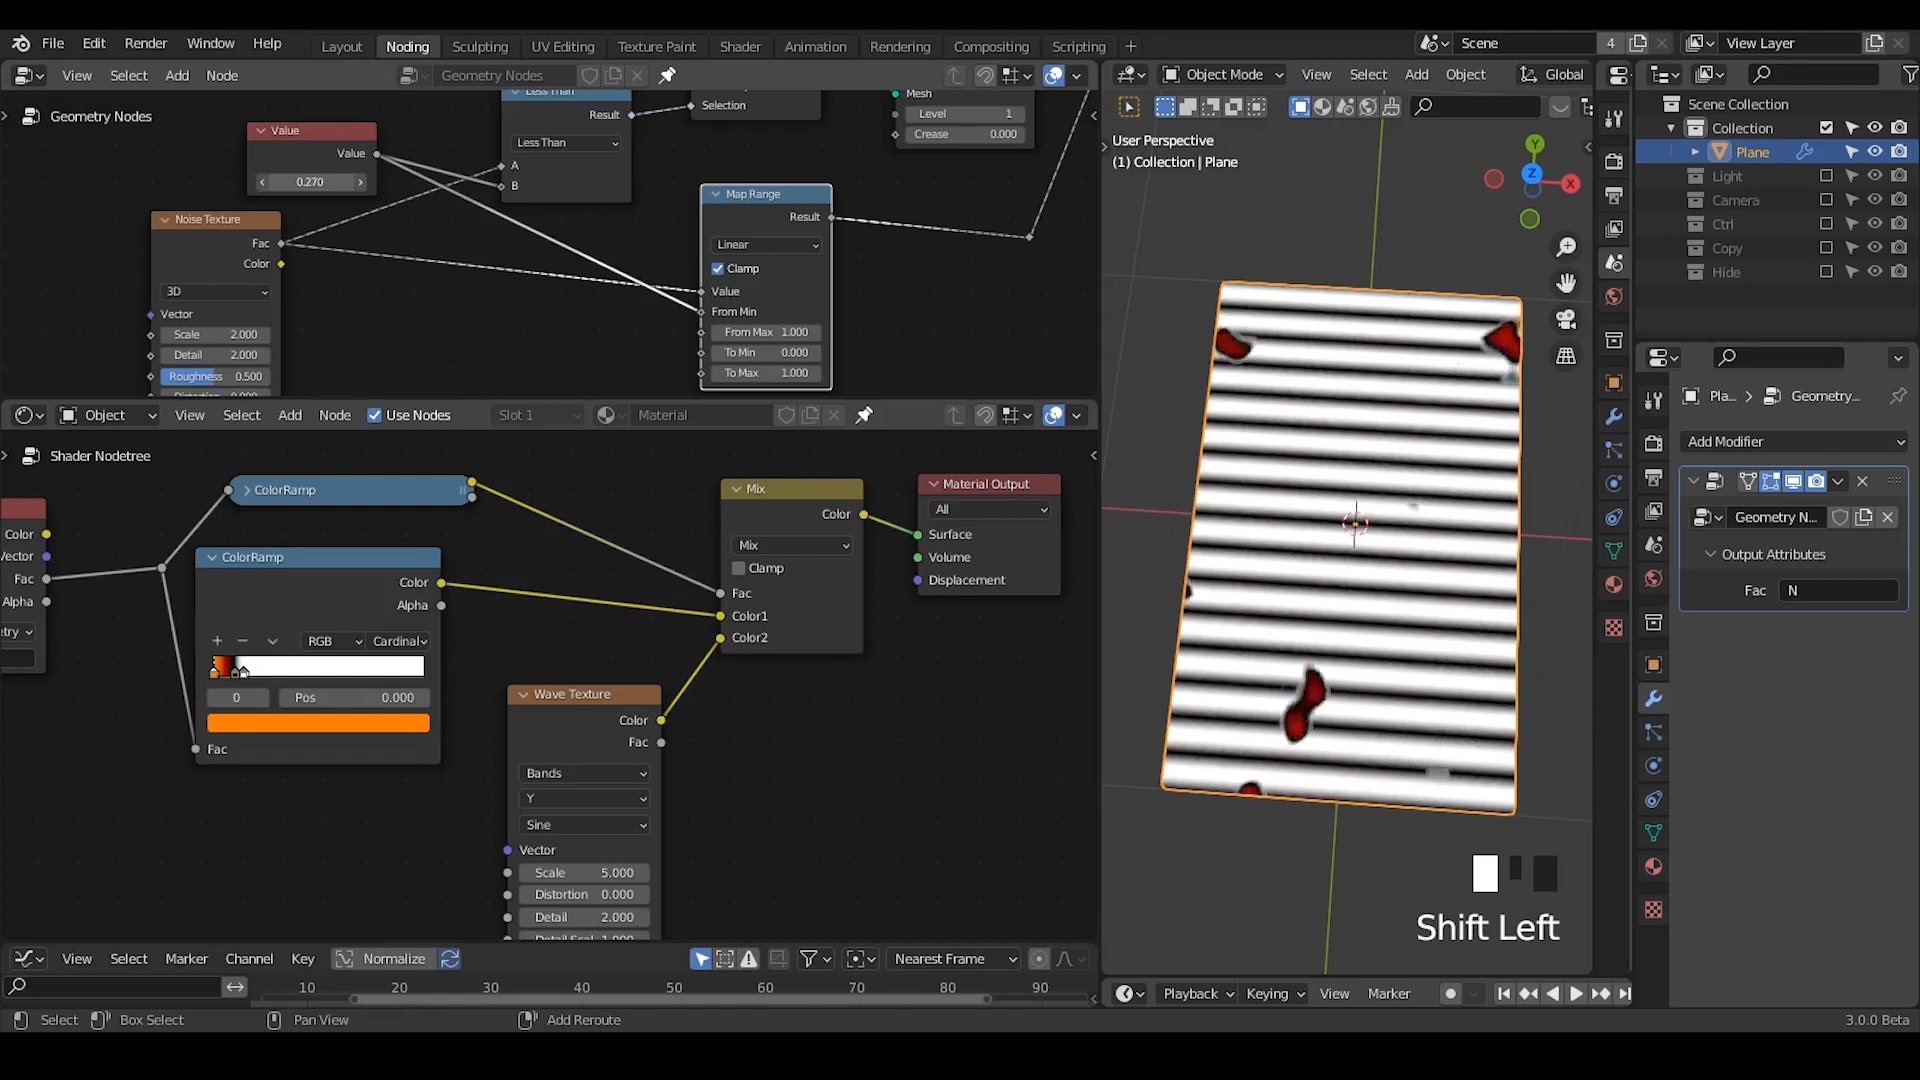 File Edit Render Window Help
Layout Noding Sculpting UV Editing Texture Paint Shader Animation Rendering Compositing Scripting
Scene 4 View Layer
View Select Add Node Geometry Nodes
Object Mode View Select Add Object Global
Geometry Nodes
Value
Value
0.270
Less Than
Result
Less Than
A
B
Selection
Mesh
Level 1
Crease 0.000
Noise Texture
Fac
Color
3D
Vector
Scale 2.000
Detail 2.000
Roughness 0.500
Map Range
Result
Linear
Clamp
Value
From Min
From Max 1.000
To Min 0.000
To Max 1.000
User Perspective
(1) Collection | Plane
Y
Z
X
Scene Collection
Collection
Plane
Light
Camera
Ctrl
Copy
Hide
Object View Select Add Node Use Nodes Slot 1 Material
Shader Nodetree
Color
Vector
Fac
Alpha
etry
ColorRamp
ColorRamp
Color
Alpha
RGB Cardinal
0 Pos 0.000
Fac
Mix
Color
Mix
Clamp
Fac
Color1
Color2
Material Output
All
Surface
Volume
Displacement
Wave Texture
Color
Fac
Bands
Y
Sine
Vector
Scale 5.000
Distortion 0.000
Detail 2.000
Detail Scal 1.000
Pla... Geometry...
Add Modifier
Geometry N...
Output Attributes
Fac N
Shift Left
View Select Marker Channel Key Normalize Nearest Frame
10 20 30 40 50 60 70 80 90
Playback Keying View Marker
Select Box Select Pan View Add Reroute 3.0.0 Beta